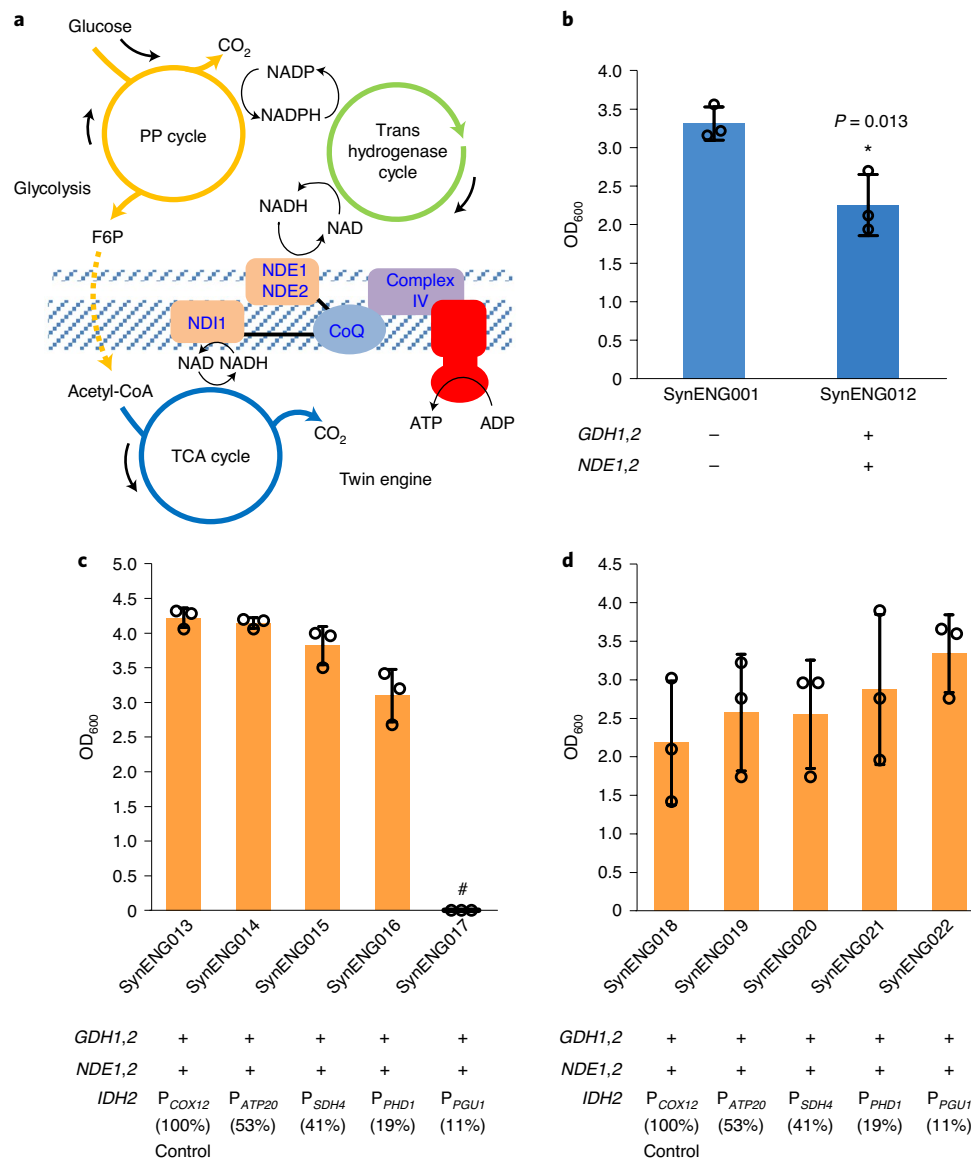 a
Glucose
CO2
NADP
NADPH
PP cycle
Trans
hydrogenase
cycle
Glycolysis
NADH
NAD
F6P
NDE1
NDE2
Complex
IV
NDI1
CoQ
NAD NADH
Acetyl-CoA
ATP
ADP
CO2
TCA cycle
Twin engine
b
4.0
3.5
3.0
2.5
2.0
1.5
1.0
0.5
0
OD600
P = 0.013
*
SynENG001 SynENG012
GDH1,2 – +
NDE1,2 – +
c
5.0
4.5
4.0
3.5
3.0
2.5
2.0
1.5
1.0
0.5
0
OD600
#
SynENG013 SynENG014 SynENG015 SynENG016 SynENG017
GDH1,2 + + + + +
NDE1,2 + + + + +
IDH2 PCOX12 PATP20 PSDH4 PPHD1 PPGU1
(100%) (53%) (41%) (19%) (11%)
Control
d
4.5
4.0
3.5
3.0
2.5
2.0
1.5
1.0
0.5
0
OD600
SynENG018 SynENG019 SynENG020 SynENG021 SynENG022
GDH1,2 + + + + +
NDE1,2 + + + + +
IDH2 PCOX12 PATP20 PSDH4 PPHD1 PPGU1
(100%) (53%) (41%) (19%) (11%)
Control